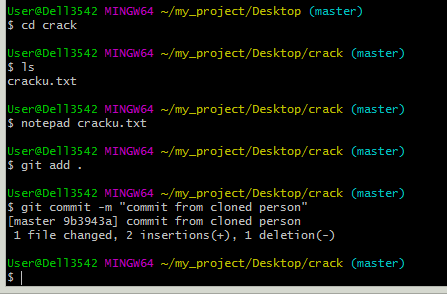 User@Dell3542 MINGW64 ~/my_project/Desktop (master)
$ cd crack
User@Dell3542 MINGW64 ~/my_project/Desktop/crack (master)
$ ls
cracku.txt
User@Dell3542 MINGW64 ~/my_project/Desktop/crack (master)
$ notepad cracku.txt
User@Dell3542 MINGW64 ~/my_project/Desktop/crack (master)
$ git add .
User@Dell3542 MINGW64 ~/my_project/Desktop/crack (master)
$ git commit -m "commit from cloned person"
[master 9b3943a] commit from cloned person
 1 file changed, 2 insertions(+), 1 deletion(-)
User@Dell3542 MINGW64 ~/my_project/Desktop/crack (master)
$